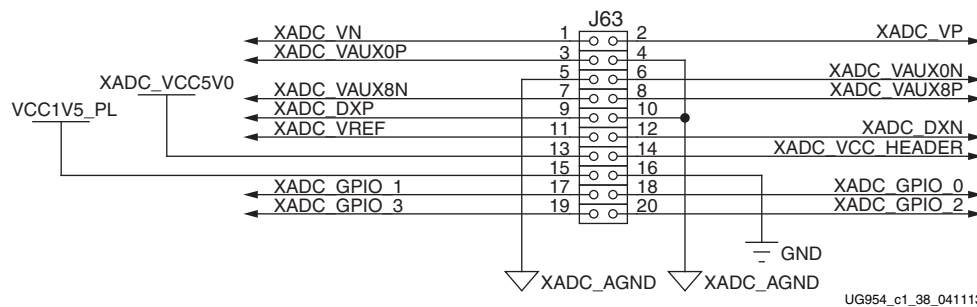 J63
XADC_VN 1 2 XADC_VP
XADC_VAUX0P 3 4
5 6 XADC_VAUX0N
XADC_VCC5V0
XADC_VAUX8N 7 8 XADC_VAUX8P
VCC1V5_PL
XADC_DXP 9 10
XADC_VREF 11 12 XADC_DXN
13 14 XADC_VCC_HEADER
15 16
XADC_GPIO_1 17 18 XADC_GPIO_0
XADC_GPIO_3 19 20 XADC_GPIO_2
GND
XADC_AGND XADC_AGND